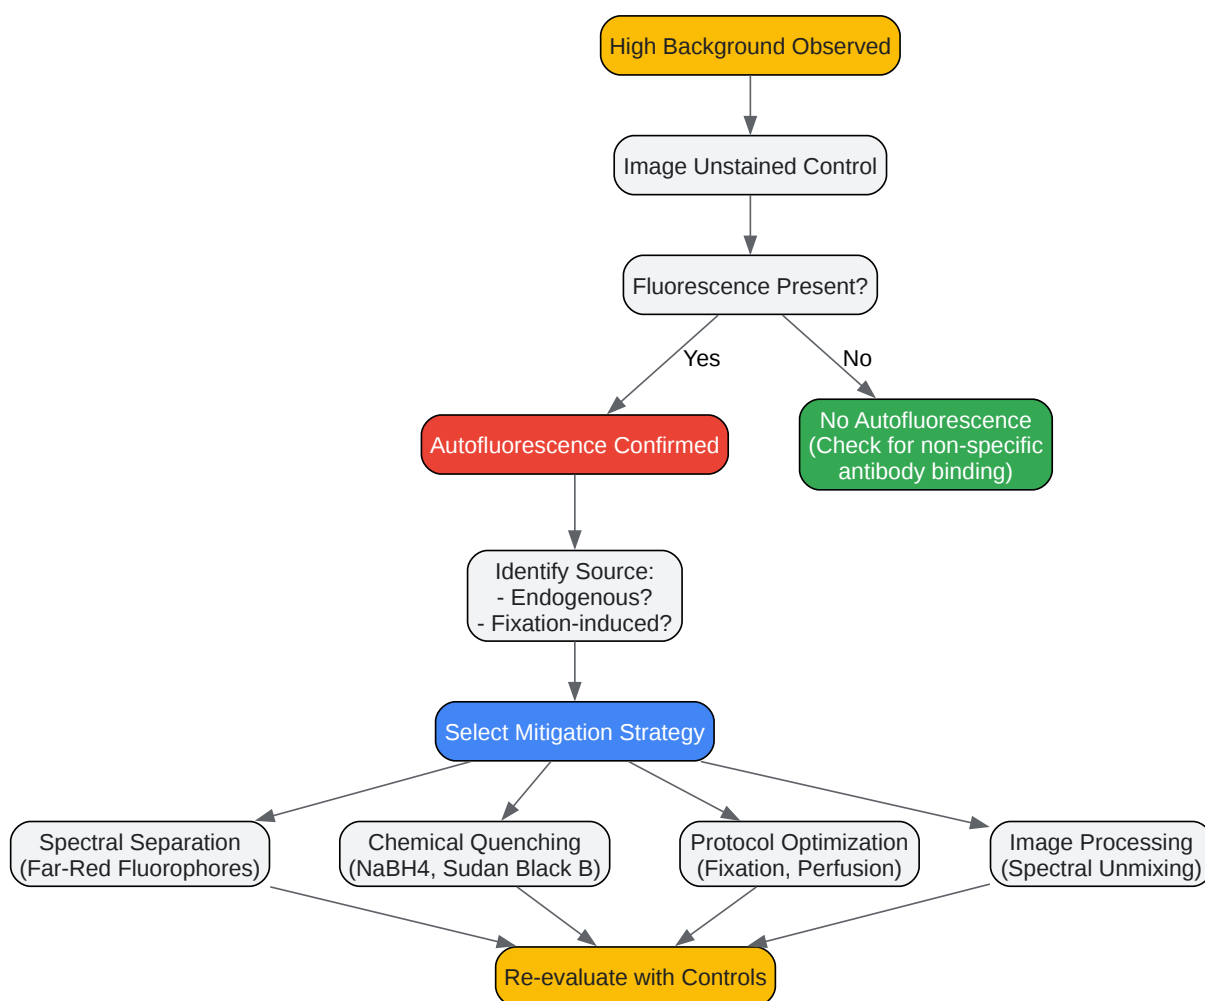 High Background Observed
Image Unstained Control
Fluorescence Present?
Yes
No
Autofluorescence Confirmed
No Autofluorescence
(Check for non-specific
antibody binding)
Identify Source:
- Endogenous?
- Fixation-induced?
Select Mitigation Strategy
Spectral Separation
(Far-Red Fluorophores)
Chemical Quenching
(NaBH4, Sudan Black B)
Protocol Optimization
(Fixation, Perfusion)
Image Processing
(Spectral Unmixing)
Re-evaluate with Controls